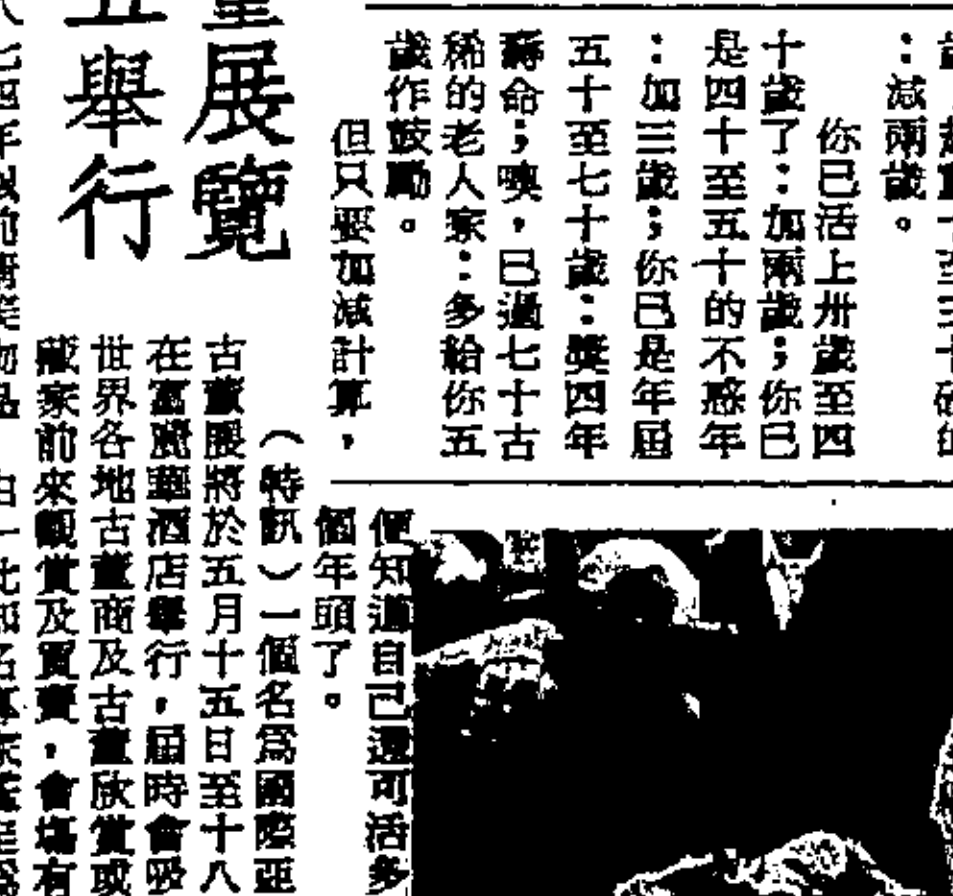 ：減兩歲。
你已活上卅歲至四
十歲了：加兩歲；你已
是四十至五十的不惑年
：加三歲；你已是年屆
五十至七十歲：獎四年
壽命；噢，已過七十古
稀的老人家：多給你五
歲作鼓勵。
但只要加減計算，
便知道自己還可活多
個年頭了。
展覽
舉行
（特訊）一個名為國際亞
古董展將於五月十五日至十八
在富麗華酒店舉行，屆時會吸
世界各地古董商及古董欣賞或
藏家前來觀賞及買賣，會場有